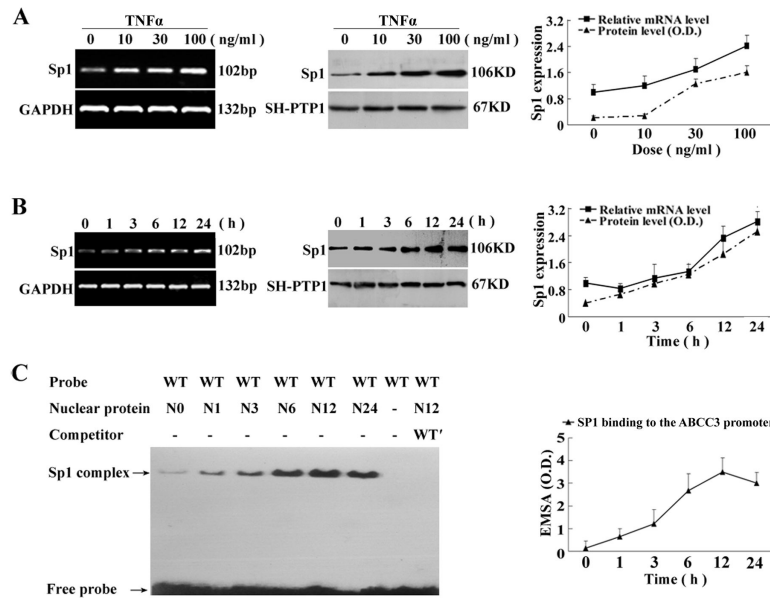 A
TNFα
0 10 30 100 ( ng/ml )
Sp1 102bp
GAPDH 132bp
TNFα
0 10 30 100 ( ng/ml )
Sp1 106KD
SH-PTP1 67KD
3.2
2.4
1.6
0.8
0
Sp1 expression
Relative mRNA level
Protein level (O.D.)
0 10 30 100
Dose ( ng/ml )
B
0 1 3 6 12 24 ( h )
Sp1 102bp
GAPDH 132bp
0 1 3 6 12 24 ( h )
Sp1 106KD
SH-PTP1 67KD
3.2
2.4
1.6
0.8
0
Sp1 expression
Relative mRNA level
Protein level (O.D.)
0 1 3 6 12 24
Time ( h )
C
Probe WT WT WT WT WT WT WT WT
Nuclear protein N0 N1 N3 N6 N12 N24 - N12
Competitor - - - - - - - WT′
Sp1 complex
Free probe
SP1 binding to the ABCC3 promoter
5
4
3
2
1
0
EMSA (O.D.)
0 1 3 6 12 24
Time ( h )